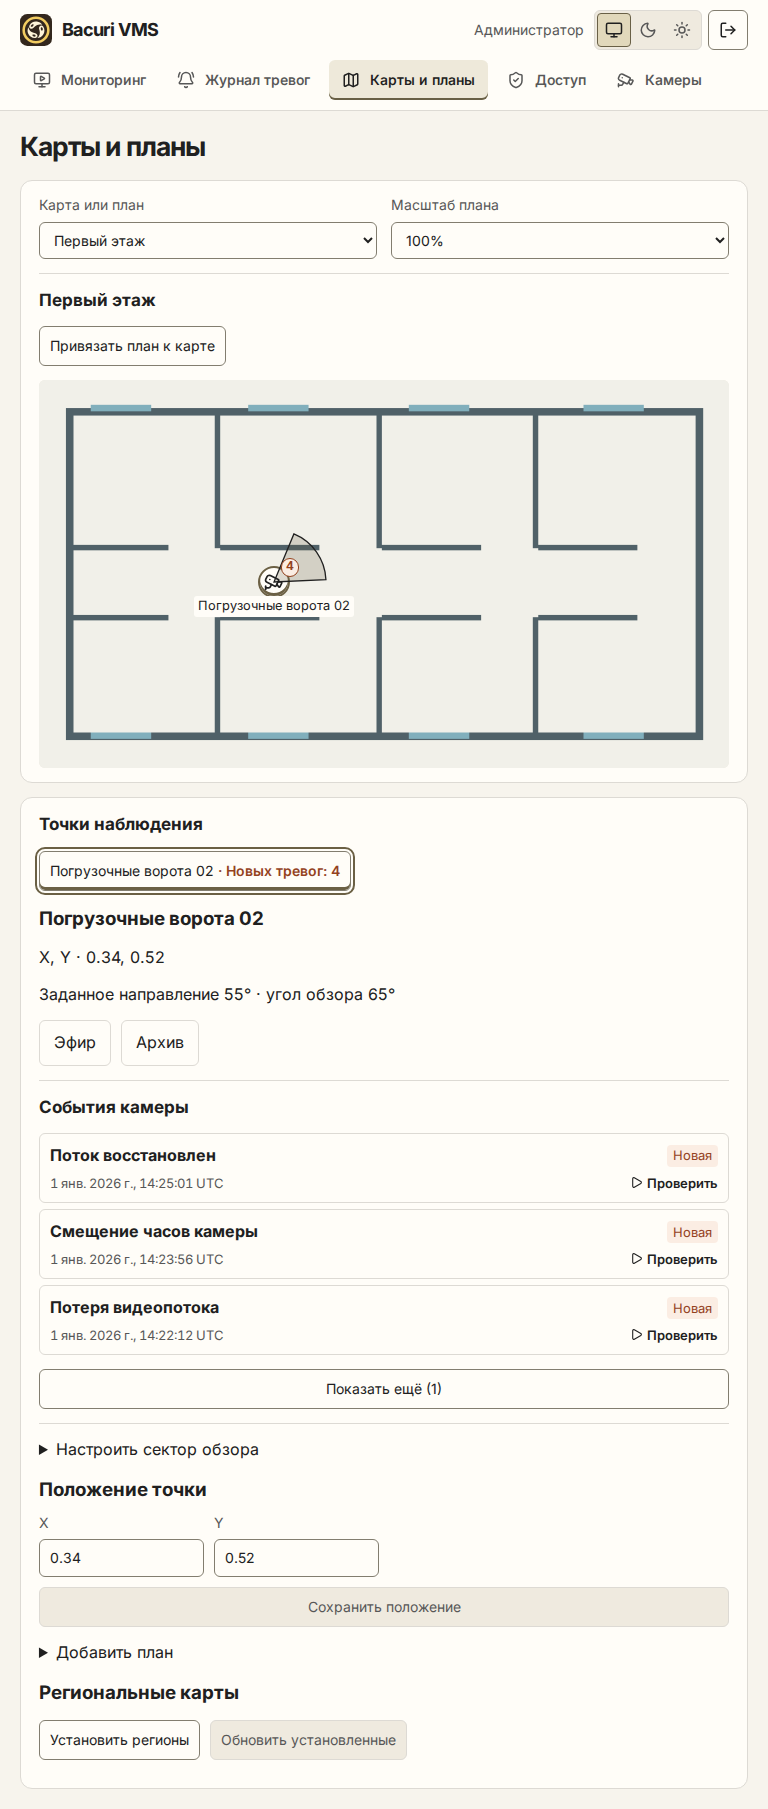 Bacuri VMS
Администратор
Мониторинг
Журнал тревог
Карты и планы
Доступ
Камеры
Карты и планы
Карта или план
Масштаб плана
Первый этаж
100%
Первый этаж
Привязать план к карте
4
Погрузочные ворота 02
Точки наблюдения
Погрузочные ворота 02 · Новых тревог: 4
Погрузочные ворота 02
X, Y · 0.34, 0.52
Заданное направление 55° · угол обзора 65°
Эфир
Архив
События камеры
Поток восстановлен
Новая
1 янв. 2026 г., 14:25:01 UTC
Проверить
Смещение часов камеры
Новая
1 янв. 2026 г., 14:23:56 UTC
Проверить
Потеря видеопотока
Новая
1 янв. 2026 г., 14:22:12 UTC
Проверить
Показать ещё (1)
Настроить сектор обзора
Положение точки
X
Y
0.34
0.52
Сохранить положение
Добавить план
Региональные карты
Установить регионы
Обновить установленные